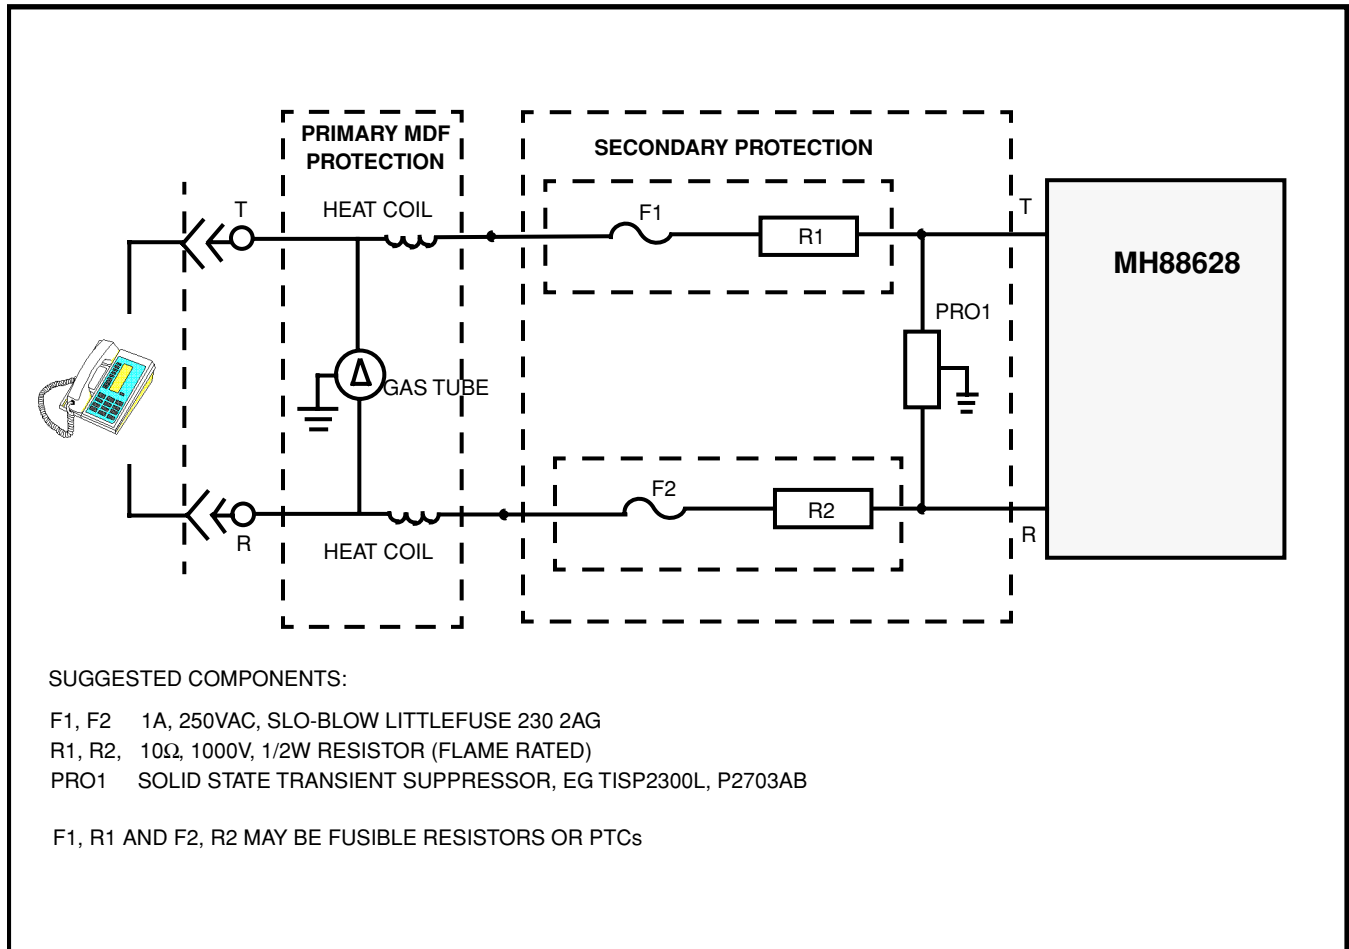 PRIMARY MDF
PROTECTION
SECONDARY PROTECTION
T
HEAT COIL
F1
R1
T
MH88628
PRO1
GAS TUBE
F2
R2
R
HEAT COIL
R
SUGGESTED COMPONENTS:
F1, F2 1A, 250VAC, SLO-BLOW LITTLEFUSE 230 2AG
R1, R2, 10Ω, 1000V, 1/2W RESISTOR (FLAME RATED)
PRO1 SOLID STATE TRANSIENT SUPPRESSOR, EG TISP2300L, P2703AB
F1, R1 AND F2, R2 MAY BE FUSIBLE RESISTORS OR PTCs